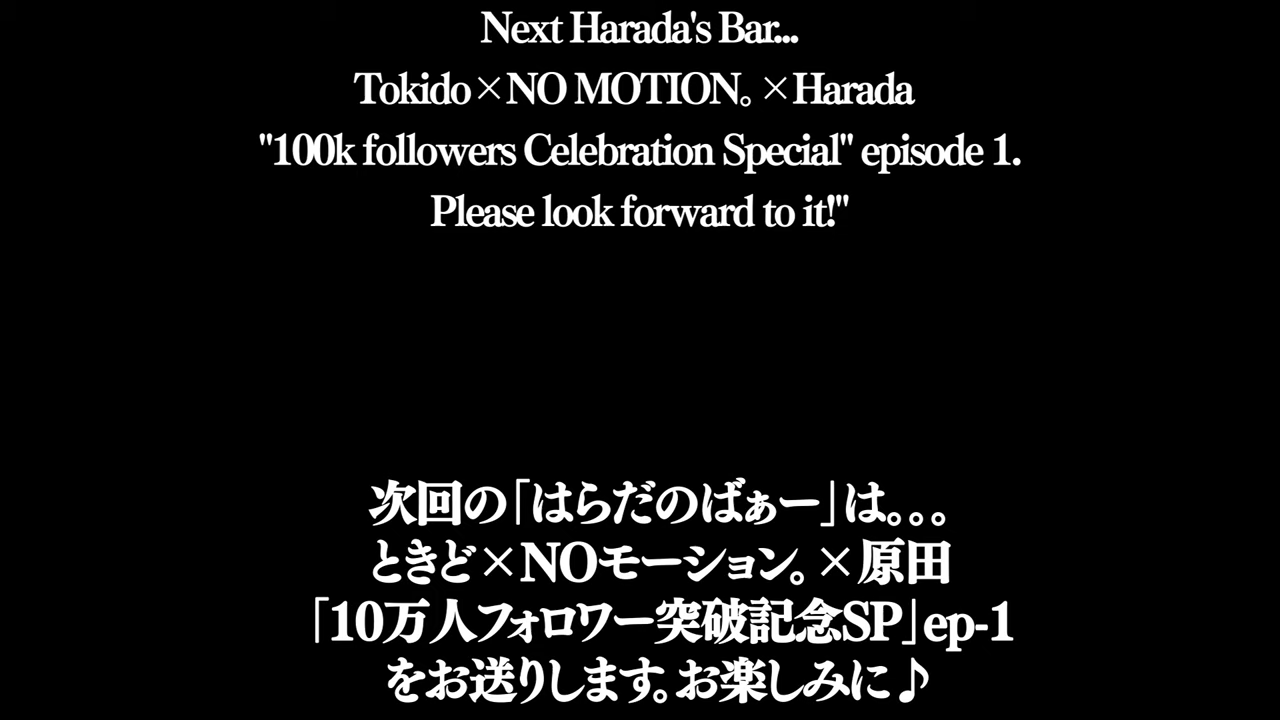 Next Harada's Bar...
Tokido×NO MOTION。×Harada
"100k followers Celebration Special" episode 1.
Please look forward to it!"
次回の「はらだのばぁー」は。。。
ときど×NOモーション。×原田
「10万人フォロワー突破記念SP」ep-1
をお送りします。お楽しみに♪